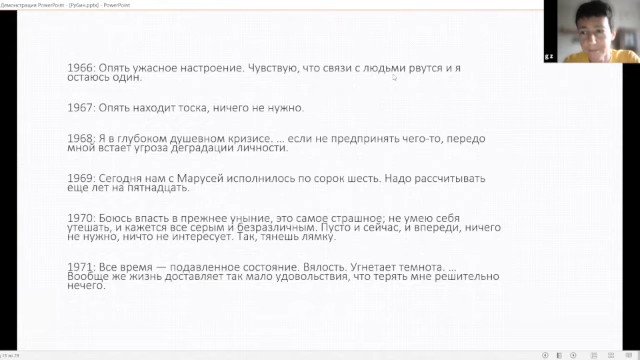 Демонстрация PowerPoint - [Рубин.pptx] - PowerPoint
g z
1966: Опять ужасное настроение. Чувствую, что связи с людьми рвутся и я
остаюсь один.
1967: Опять находит тоска, ничего не нужно.
1968: Я в глубоком душевном кризисе. ... если не предпринять чего-то, передо
мной встает угроза деградации личности.
1969: Сегодня нам с Марусей исполнилось по сорок шесть. Надо рассчитывать
еще лет на пятнадцать.
1970: Боюсь впасть в прежнее уныние, это самое страшное; не умею себя
утешать, и кажется все серым и безразличным. Пусто и сейчас, и впереди, ничего
не нужно, ничто не интересует. Так, тянешь лямку.
1971: Все время — подавленное состояние. Вялость. Угнетает темнота. ...
Вообще же жизнь доставляет так мало удовольствия, что терять мне решительно
нечего.